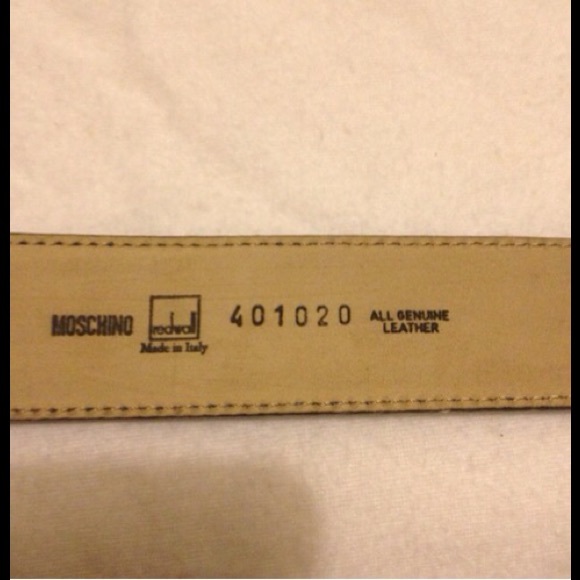 MOSCHINO
redwall
Made in Italy
401020
ALL GENUINE
LEATHER